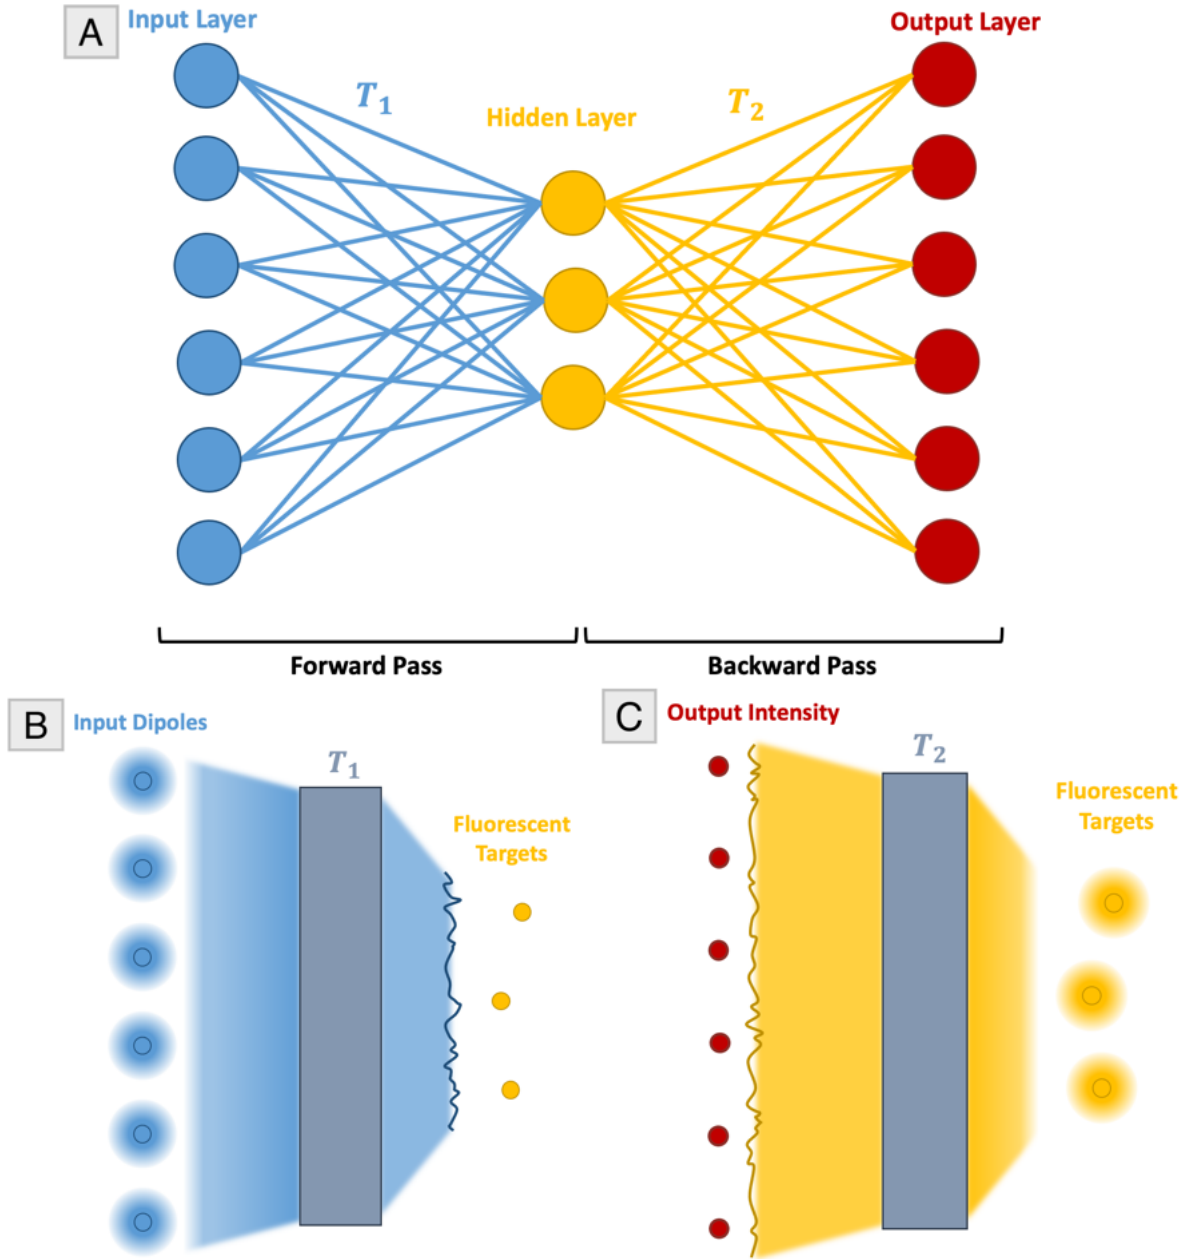 A
Input Layer
Output Layer
T1
Hidden Layer
T2
Forward Pass
Backward Pass
B
Input Dipoles
T1
Fluorescent
Targets
C
Output Intensity
T2
Fluorescent
Targets